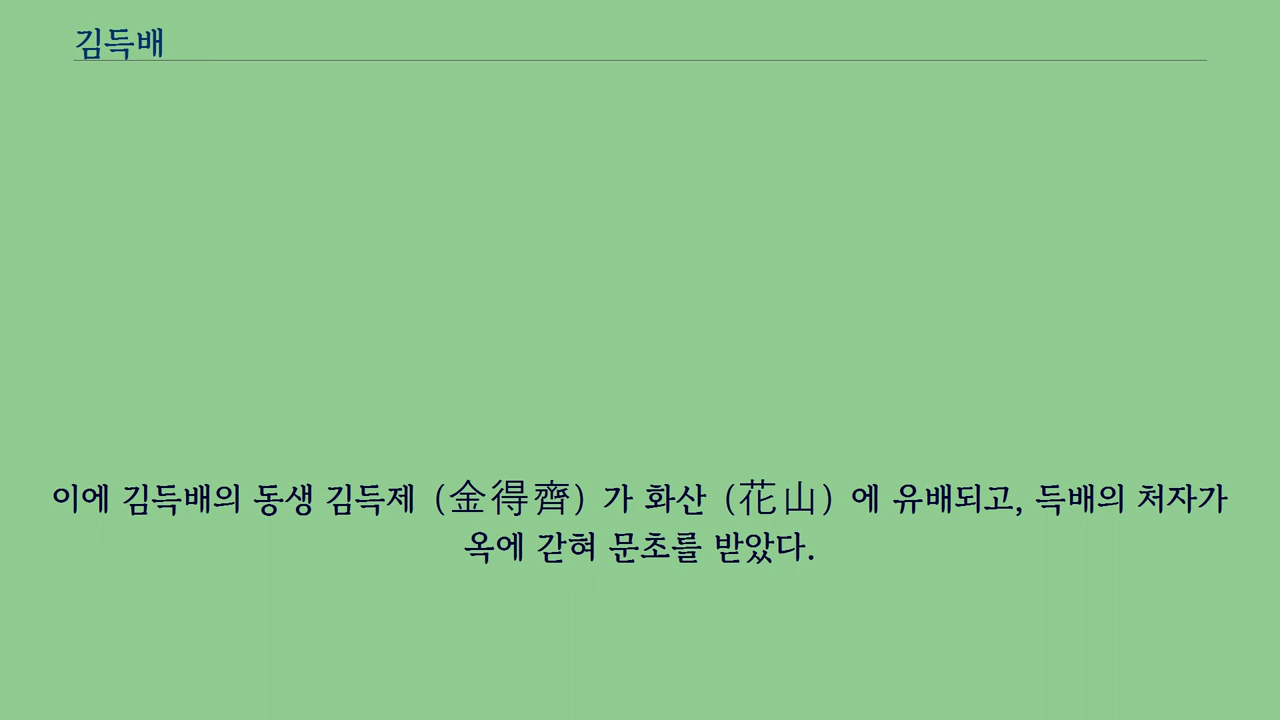 김득배
이에 김득배의 동생 김득제 (金得齊) 가 화산 (花山) 에 유배되고, 득배의 처자가
옥에 갇혀 문초를 받았다.